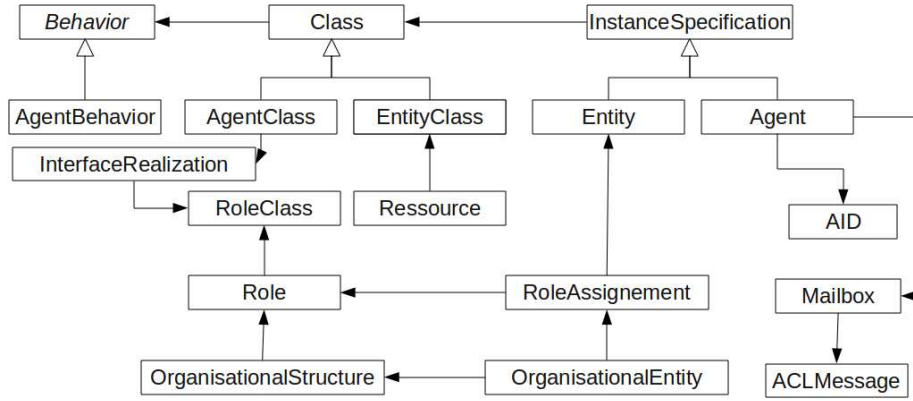 Behavior
Class
InstanceSpecification
AgentBehavior
AgentClass
EntityClass
Entity
Agent
InterfaceRealization
RoleClass
Ressource
AID
Role
RoleAssignement
Mailbox
OrganisationalStructure
OrganisationalEntity
ACLMessage